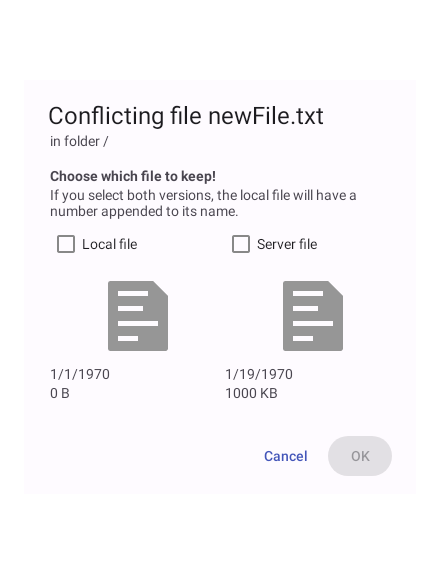 Conflicting file newFile.txt
in folder /
Choose which file to keep!
If you select both versions, the local file will have a
number appended to its name.
Local file
Server file
1/1/1970
1/19/1970
0 B
1000 KB
Cancel
OK